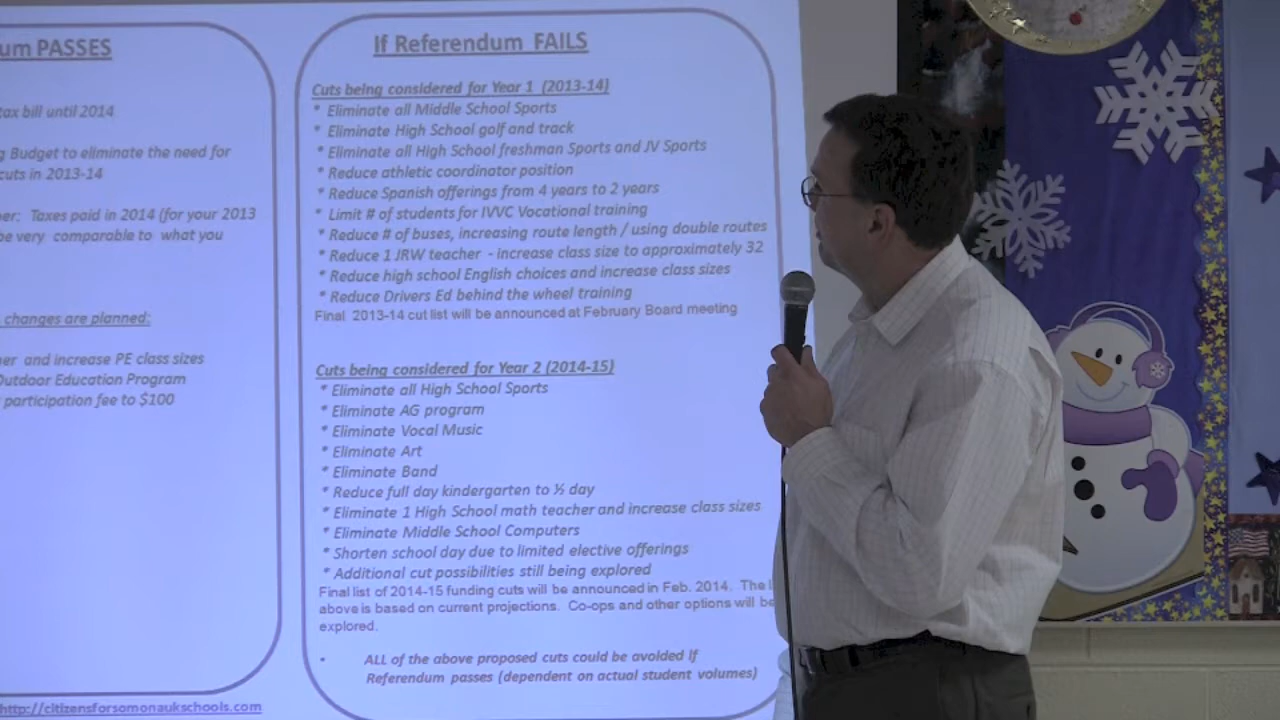 um PASSES
tax bill until 2014
g Budget to eliminate the need for
cuts in 2013-14
er: Taxes paid in 2014 (for your 2013
be very comparable to what you
changes are planned:
er and increase PE class sizes
Outdoor Education Program
participation fee to $100
http://citizensforsomonaukschools.com
If Referendum FAILS
Cuts being considered for Year 1 (2013-14)
* Eliminate all Middle School Sports
* Eliminate High School golf and track
* Eliminate all High School freshman Sports and JV Sports
* Reduce athletic coordinator position
* Reduce Spanish offerings from 4 years to 2 years
* Limit # of students for IVVC Vocational training
* Reduce # of buses, increasing route length / using double routes
* Reduce 1 JRW teacher - increase class size to approximately 32
* Reduce high school English choices and increase class sizes
* Reduce Drivers Ed behind the wheel training
Final 2013-14 cut list will be announced at February Board meeting
Cuts being considered for Year 2 (2014-15)
* Eliminate all High School Sports
* Eliminate AG program
* Eliminate Vocal Music
* Eliminate Art
* Eliminate Band
* Reduce full day kindergarten to ½ day
* Eliminate 1 High School math teacher and increase class sizes
* Eliminate Middle School Computers
* Shorten school day due to limited elective offerings
* Additional cut possibilities still being explored
Final list of 2014-15 funding cuts will be announced in Feb. 2014. The
above is based on current projections. Co-ops and other options will be
explored.
• ALL of the above proposed cuts could be avoided If
Referendum passes (dependent on actual student volumes)